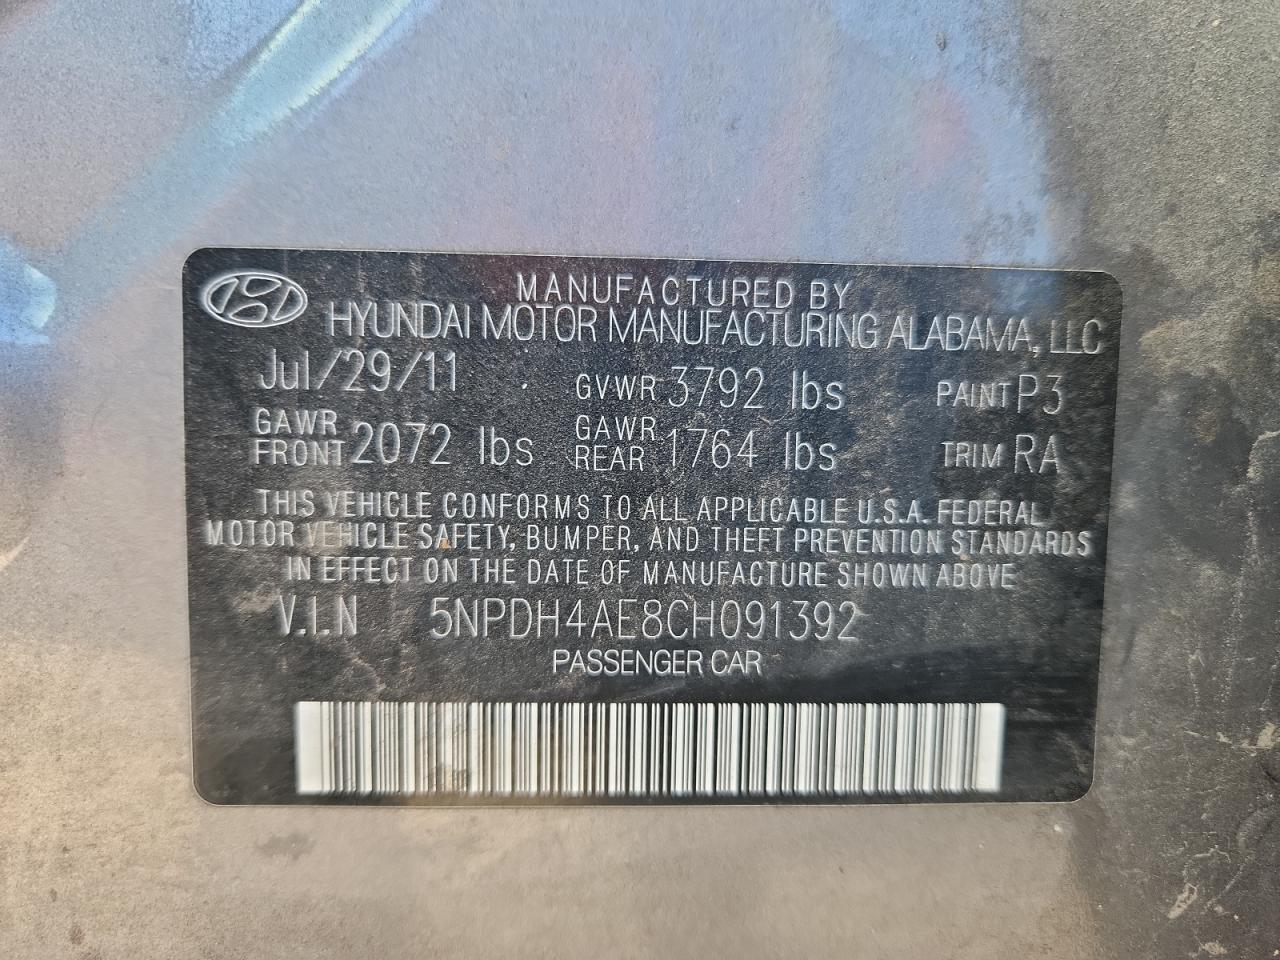 MANUFACTURED BY
HYUNDAI MOTOR MANUFACTURING ALABAMA, LLC
Jul/29/11 GVWR 3792 lbs PAINT P3
GAWR FRONT 2072 lbs GAWR REAR 1764 lbs TRIM RA
THIS VEHICLE CONFORMS TO ALL APPLICABLE U.S.A. FEDERAL
MOTOR VEHICLE SAFETY, BUMPER, AND THEFT PREVENTION STANDARDS
IN EFFECT ON THE DATE OF MANUFACTURE SHOWN ABOVE
V.I.N 5NPDH4AE8CH091392
PASSENGER CAR